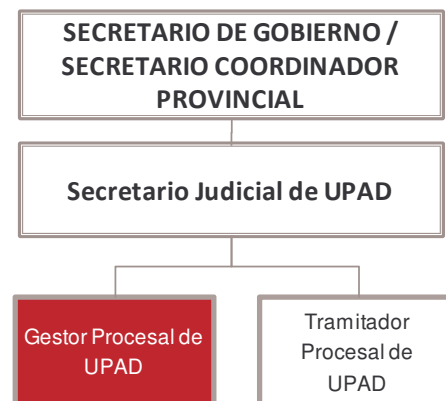 SECRETARIO DE GOBIERNO /
SECRETARIO COORDINADOR
PROVINCIAL
Secretario Judicial de UPAD
Gestor Procesal de
UPAD
Tramitador
Procesal de
UPAD